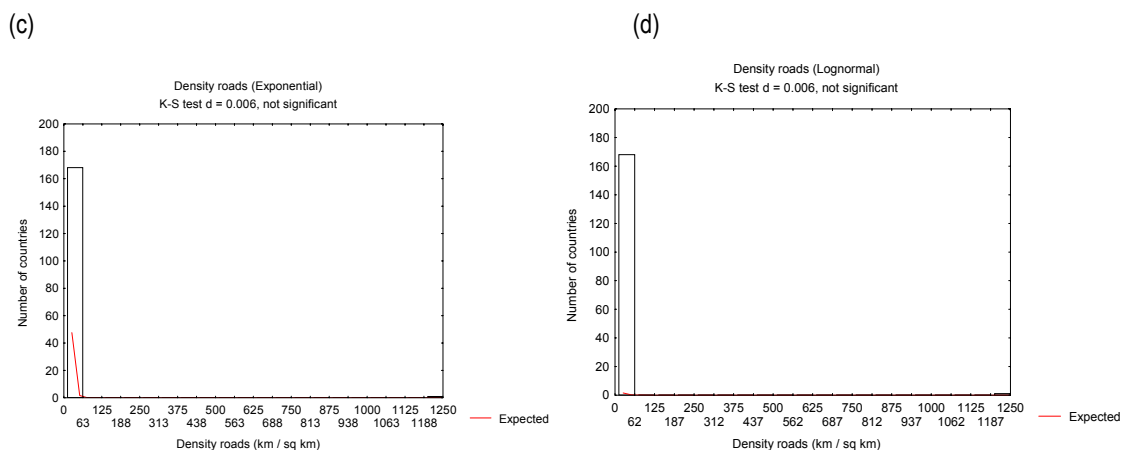 (c)
Density roads (Exponential)
K-S test d = 0.006, not significant
Number of countries
200
180
160
140
120
100
80
60
40
20
0
0 125 250 375 500 625 750 875 1000 1125 1250
63 188 313 438 563 688 813 938 1063 1188
Density roads (km / sq km)
Expected
(d)
Density roads (Lognormal)
K-S test d = 0.006, not significant
Number of countries
200
180
160
140
120
100
80
60
40
20
0
0 125 250 375 500 625 750 875 1000 1125 1250
62 187 312 437 562 687 812 937 1062 1187
Density roads (km / sq km)
Expected